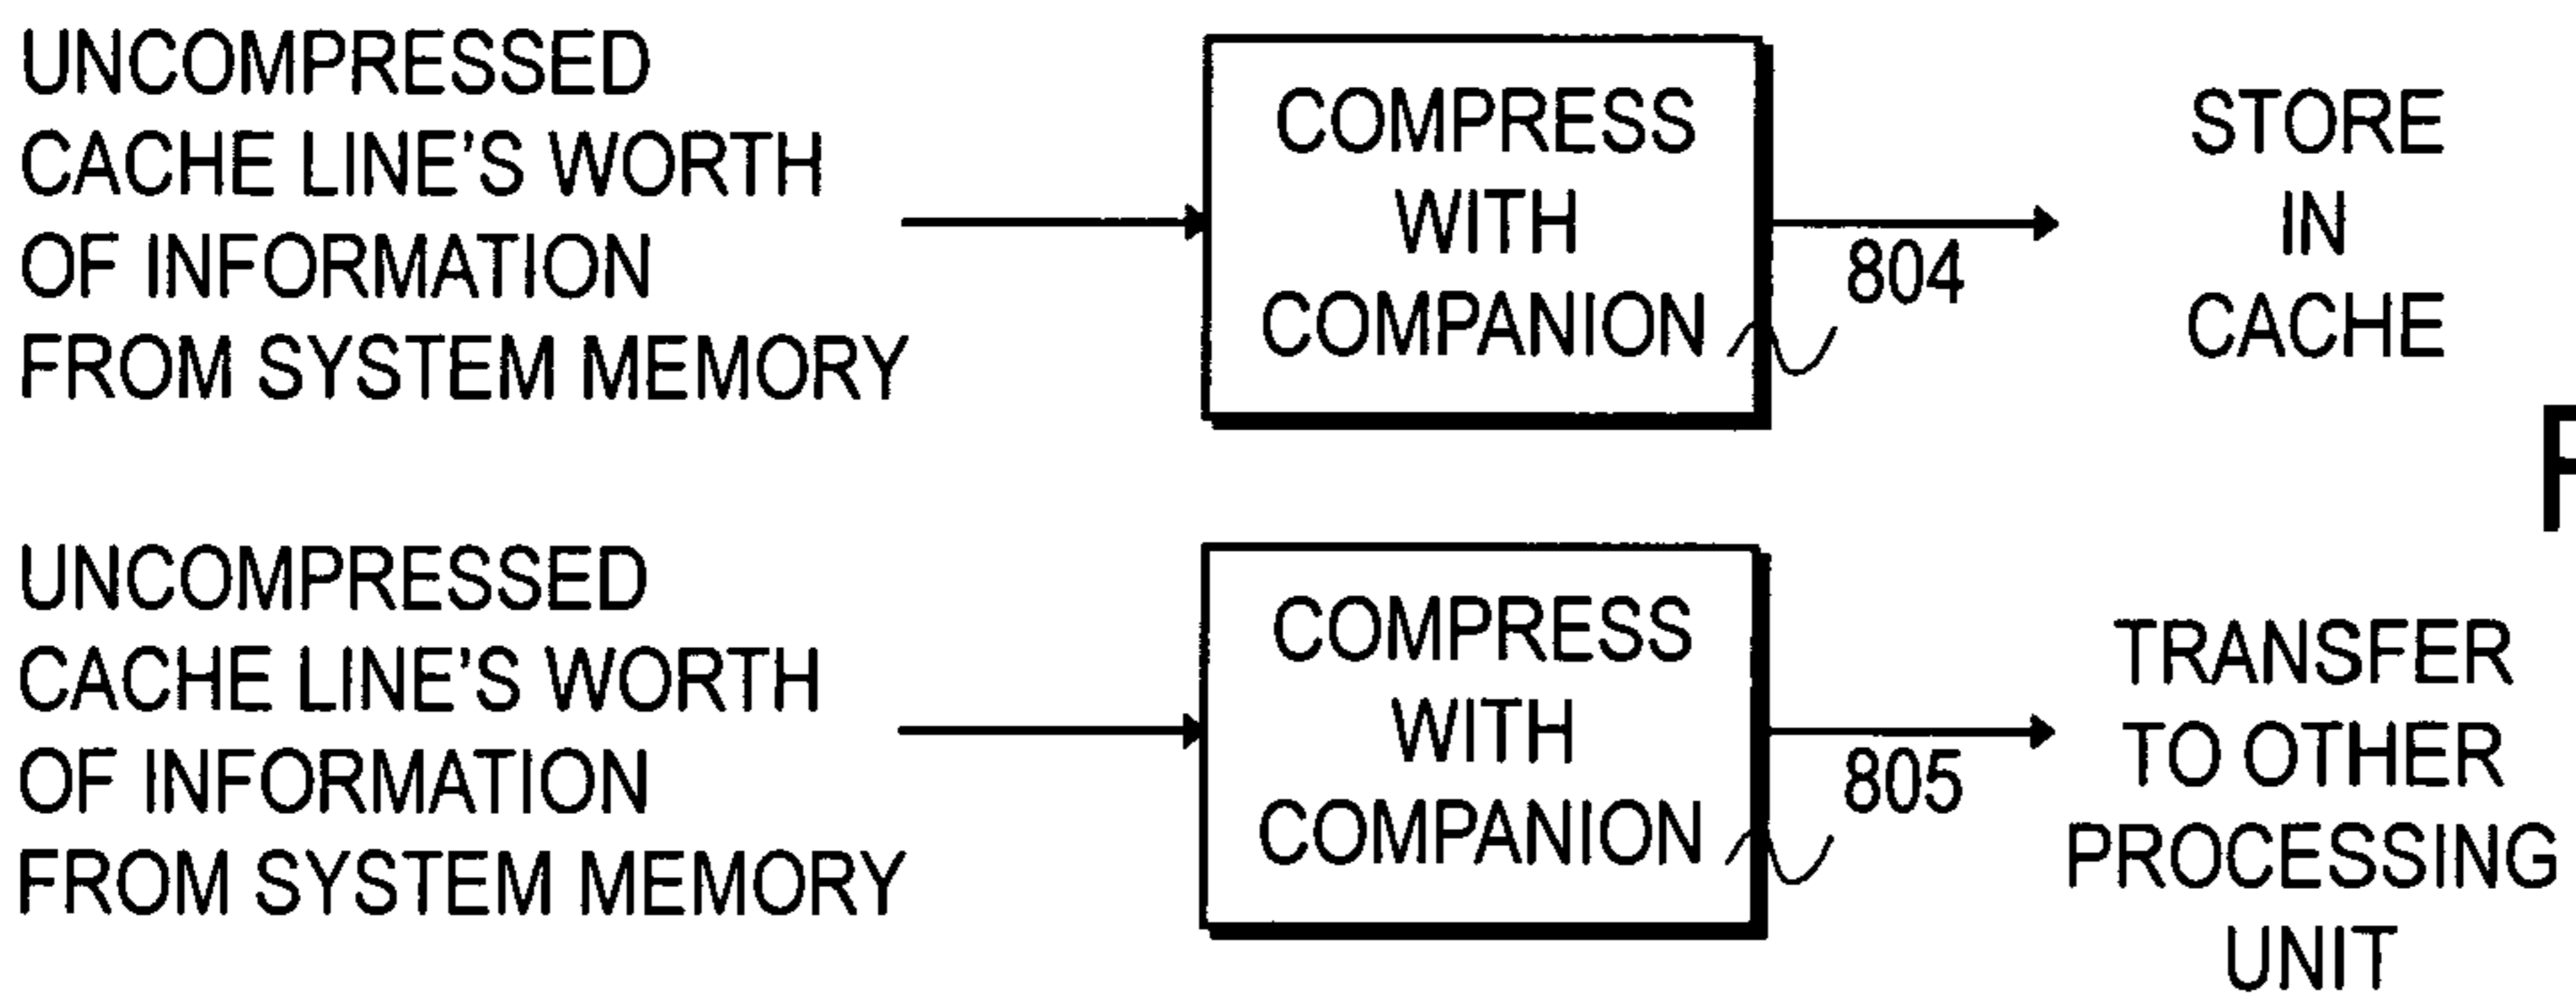 UNCOMPRESSED
CACHE LINE'S WORTH
OF INFORMATION
FROM SYSTEM MEMORY
COMPRESS
WITH
COMPANION
804
STORE
IN
CACHE
UNCOMPRESSED
CACHE LINE'S WORTH
OF INFORMATION
FROM SYSTEM MEMORY
COMPRESS
WITH
COMPANION
805
TRANSFER
TO OTHER
PROCESSING
UNIT